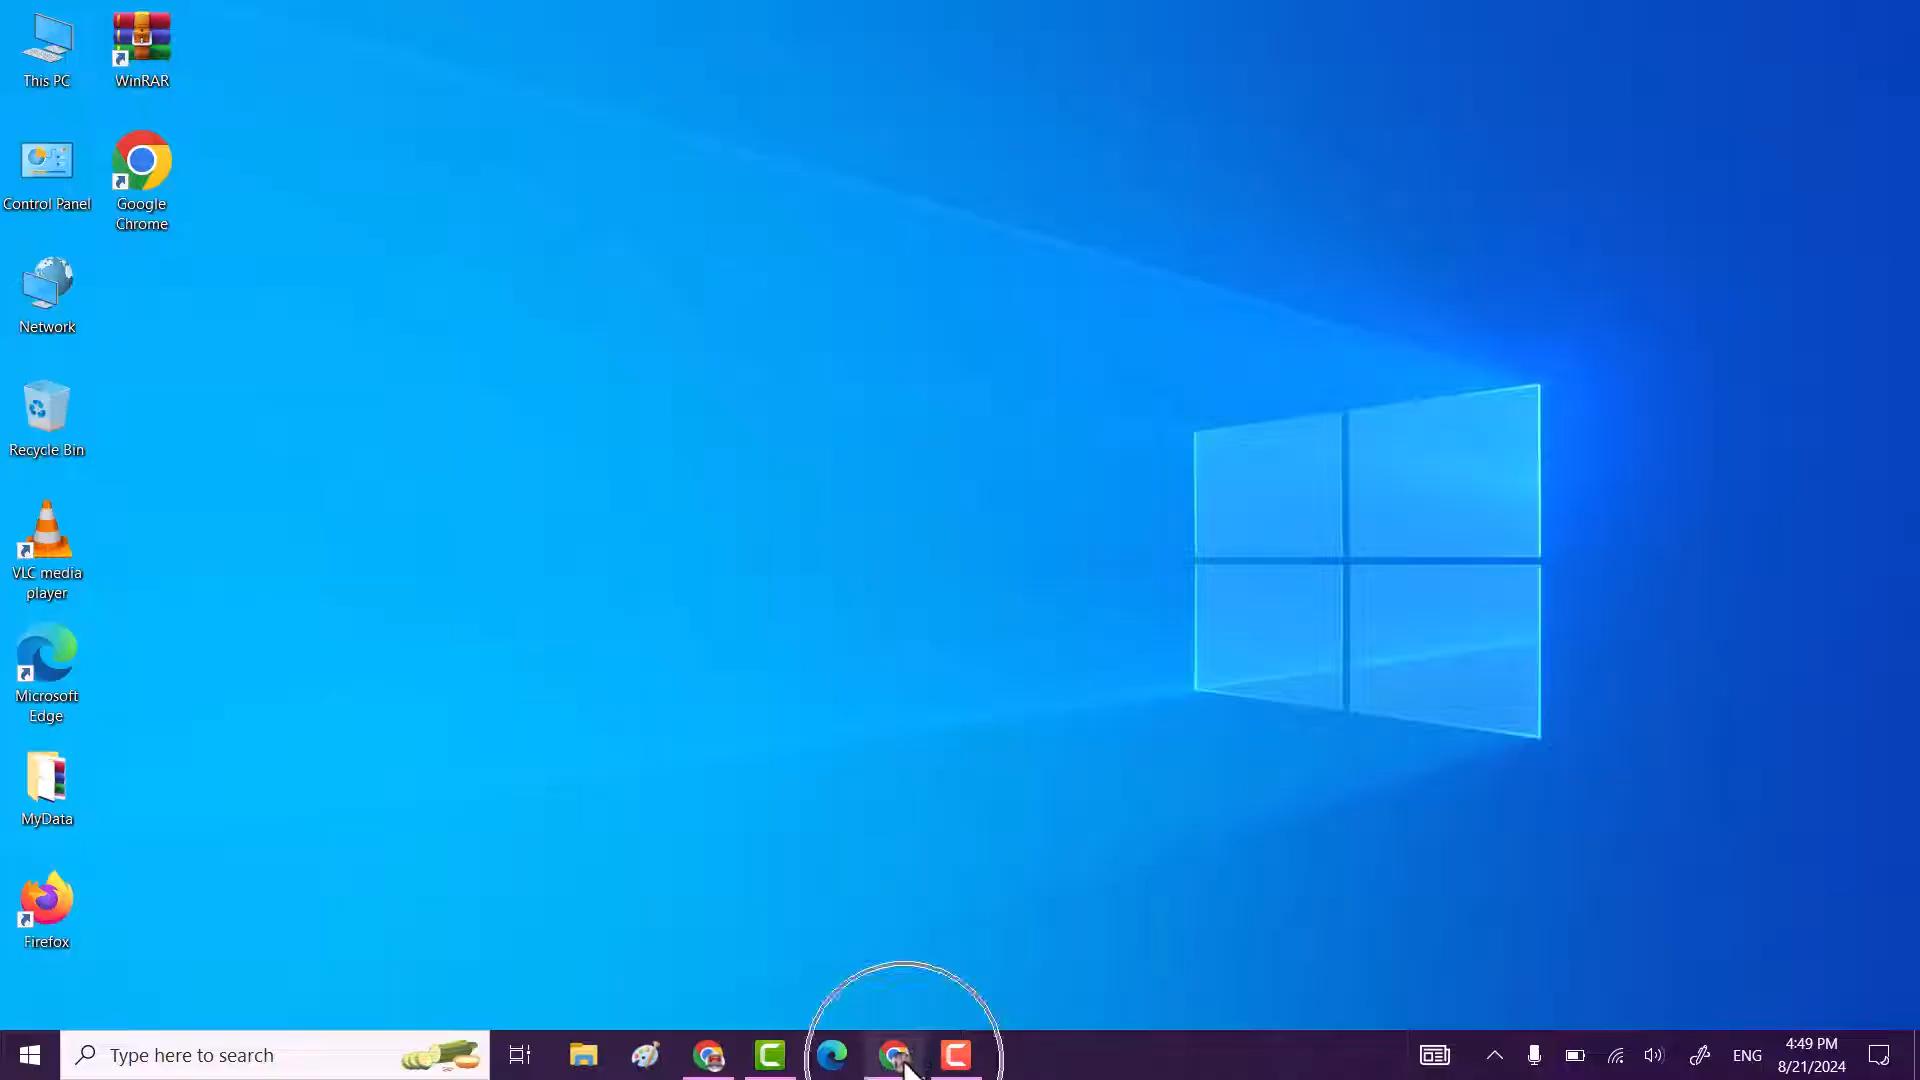 This PC
WinRAR
Control Panel
Google
Chrome
Network
Recycle Bin
VLC media
player
Microsoft
Edge
MyData
Firefox
Type here to search
ENG
4:49 PM
8/21/2024